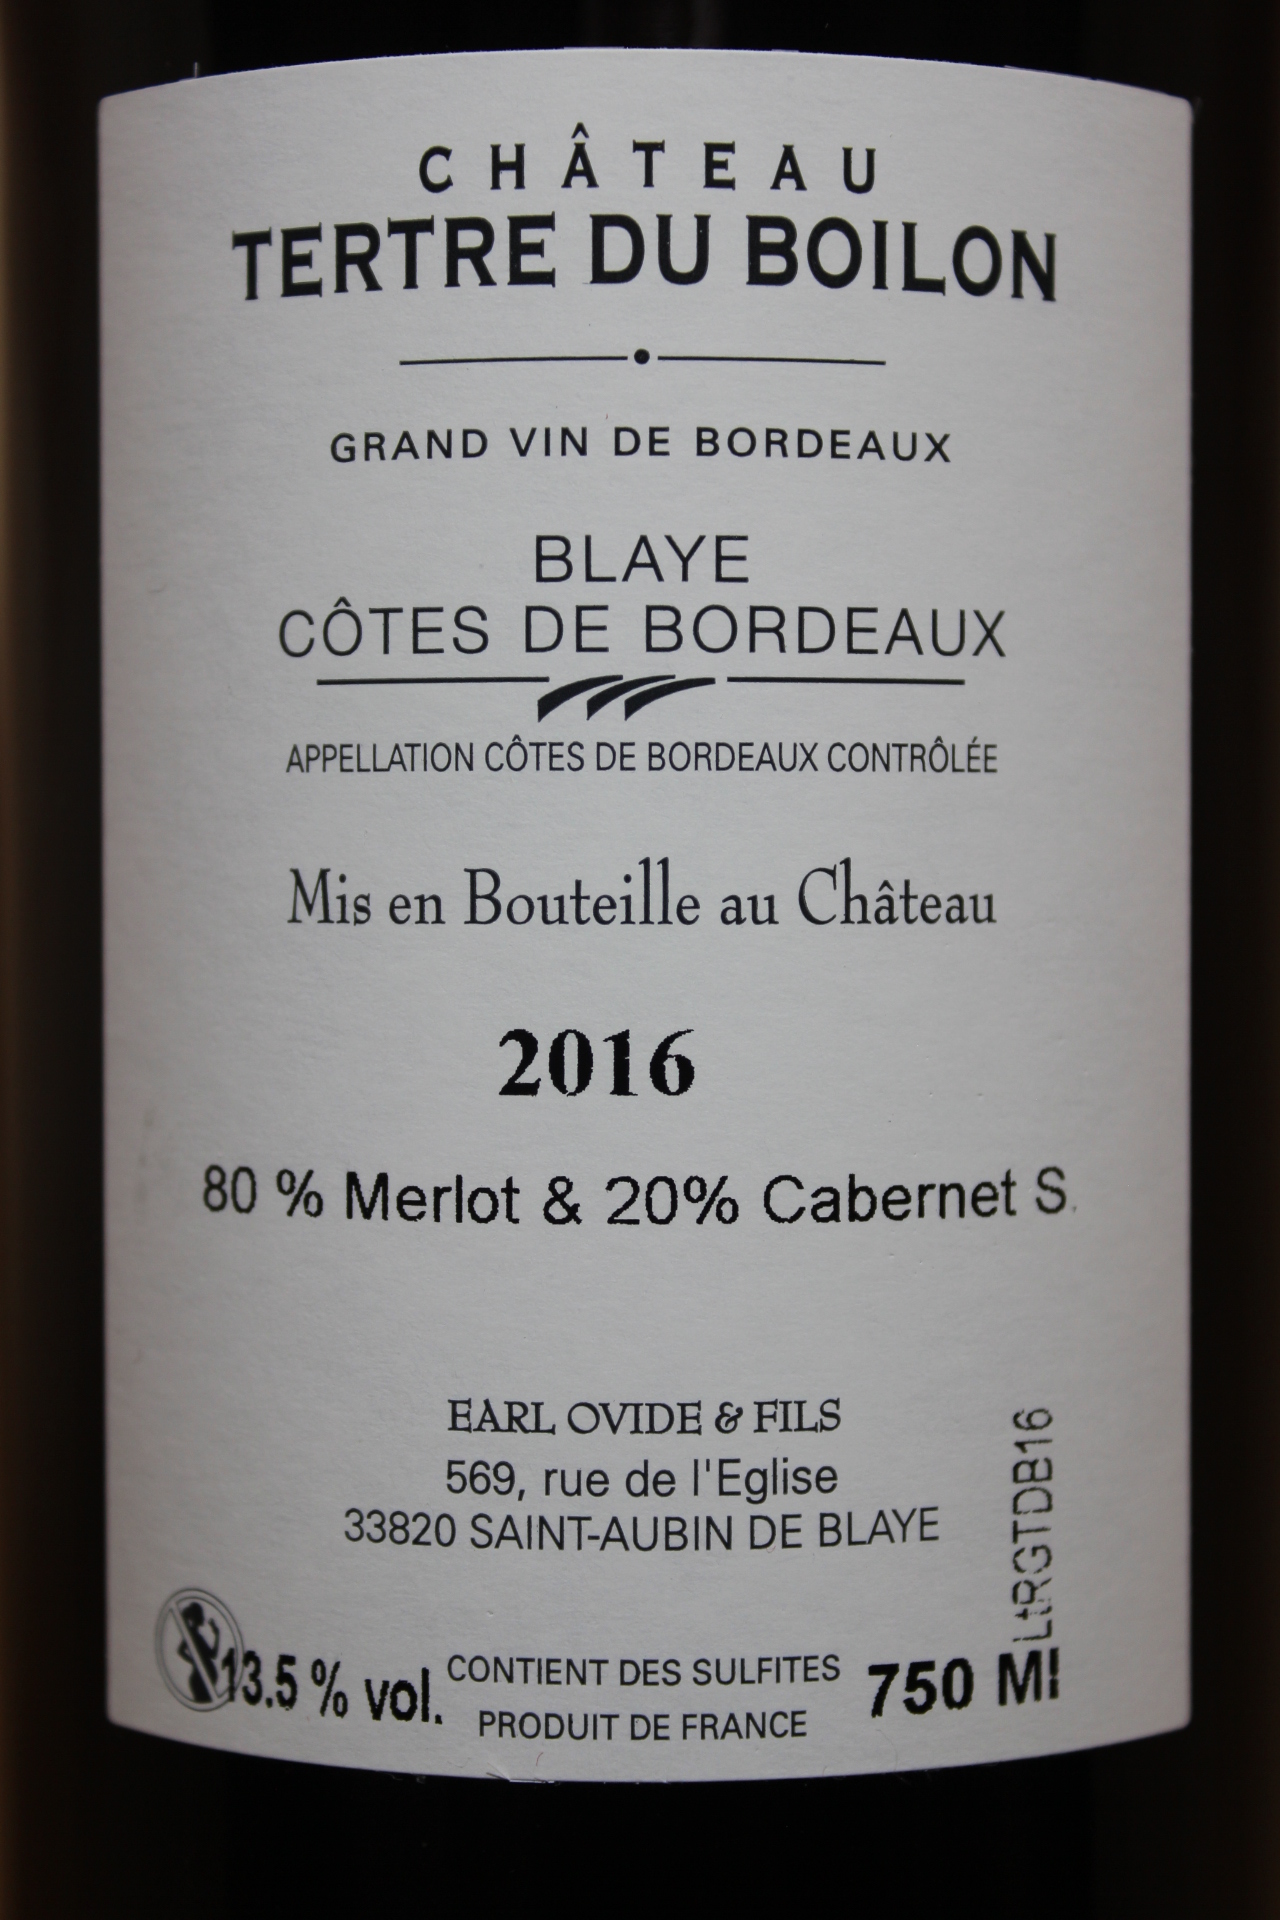 CHÂTEAU
TERTRE DU BOILON
GRAND VIN DE BORDEAUX
BLAYE
CÔTES DE BORDEAUX
APPELLATION CÔTES DE BORDEAUX CONTRÔLÉE
Mis en Bouteille au Château
2016
80 % Merlot & 20% Cabernet S.
EARL OVIDE & FILS
569, rue de l'Eglise
33820 SAINT-AUBIN DE BLAYE
LtRGTDB16
13.5 % vol.
CONTIENT DES SULFITES
PRODUIT DE FRANCE
750 Ml